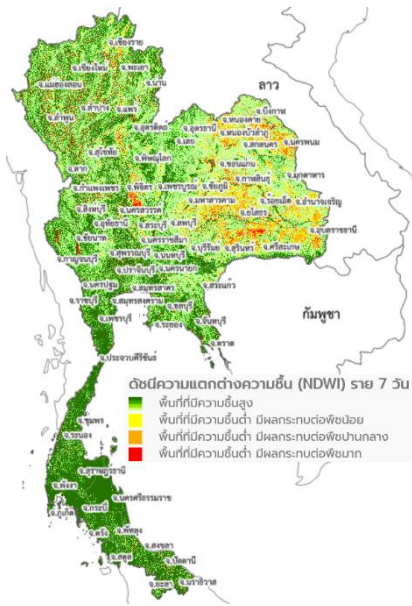 จ.เชียงราย
จ.เชียงใหม่
จ.พะเยา
จ.แม่ฮ่องสอน
จ.น่าน
จ.ลำปาง
จ.แพร่
จ.ลำพูน
จ.อุตรดิตถ์
จ.สุโขทัย
จ.ตาก
จ.พิษณุโลก
ลาว
จ.บึงกาฬ
จ.หนองคาย
จ.อุดรธานี
จ.หนองบัวลำภู
จ.เลย
จ.สกลนคร
จ.นครพนม
จ.ขอนแก่น
จ.กาฬสินธุ์
จ.มุกดาหาร
จ.กำแพงเพชร
จ.พิจิตร
จ.เพชรบูรณ์
จ.ชัยภูมิ
จ.มหาสารคาม
จ.ร้อยเอ็ด
จ.อำนาจเจริญ
จ.ยโสธร
จ.สิงห์บุรี
จ.นครสวรรค์
จ.อุทัยธานี
จ.สระบุรี
จ.ลพบุรี
จ.บุรีรัมย์
จ.สุรินทร์
จ.ศรีสะเกษ
จ.อุบลราชธานี
จ.ชัยนาท
จ.นครราชสีมา
จ.สุพรรณบุรี
จ.นนทบุรี
จ.กาญจนบุรี
จ.ปราจีนบุรี
จ.นครนายก
จ.นครปฐม
จ.สมุทรสาคร
จ.สระแก้ว
จ.ราชบุรี
จ.สมุทรสงคราม
จ.ชลบุรี
จ.เพชรบุรี
จ.ระยอง
จ.จันทบุรี
จ.ตราด
กัมพูชา
จ.ประจวบคีรีขันธ์
ดัชนีความแตกต่างความชื้น (NDWI) ราย 7 วัน
พื้นที่ที่มีความชื้นสูง
พื้นที่ที่มีความชื้นต่ำ มีผลกระทบต่อพืชน้อย
พื้นที่ที่มีความชื้นต่ำ มีผลกระทบต่อพืชปานกลาง
พื้นที่ที่มีความชื้นต่ำ มีผลกระทบต่อพืชมาก
จ.ชุมพร
จ.ระนอง
จ.สุราษฎร์ธานี
จ.พังงา
จ.นครศรีธรรมราช
จ.กระบี่
จ.ภูเก็ต
จ.ตรัง
จ.พัทลุง
จ.สงขลา
จ.สตูล
จ.ปัตตานี
จ.ยะลา
จ.นราธิวาส